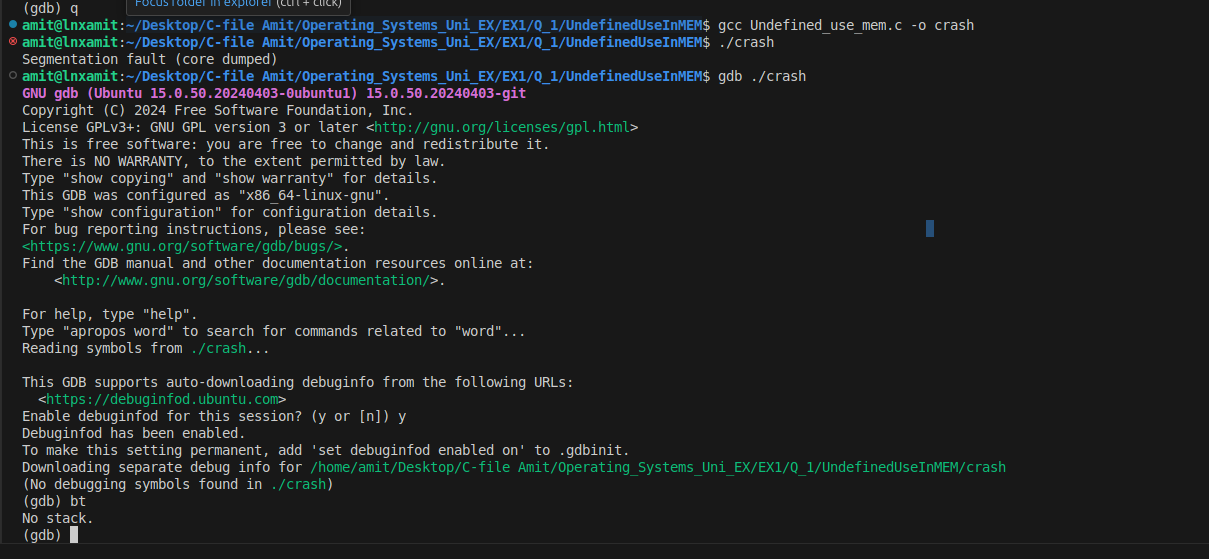 (gdb) q
Focus folder in explorer (ctrl + click)
amit@lnxamit:~/Desktop/C-file Amit/Operating_Systems_Uni_EX/EX1/Q_1/UndefinedUseInMEM$ gcc Undefined_use_mem.c -o crash
amit@lnxamit:~/Desktop/C-file Amit/Operating_Systems_Uni_EX/EX1/Q_1/UndefinedUseInMEM$ ./crash
Segmentation fault (core dumped)
amit@lnxamit:~/Desktop/C-file Amit/Operating_Systems_Uni_EX/EX1/Q_1/UndefinedUseInMEM$ gdb ./crash
GNU gdb (Ubuntu 15.0.50.20240403-0ubuntu1) 15.0.50.20240403-git
Copyright (C) 2024 Free Software Foundation, Inc.
License GPLv3+: GNU GPL version 3 or later <http://gnu.org/licenses/gpl.html>
This is free software: you are free to change and redistribute it.
There is NO WARRANTY, to the extent permitted by law.
Type "show copying" and "show warranty" for details.
This GDB was configured as "x86_64-linux-gnu".
Type "show configuration" for configuration details.
For bug reporting instructions, please see:
<https://www.gnu.org/software/gdb/bugs/>.
Find the GDB manual and other documentation resources online at:
    <http://www.gnu.org/software/gdb/documentation/>.

For help, type "help".
Type "apropos word" to search for commands related to "word"...
Reading symbols from ./crash...

This GDB supports auto-downloading debuginfo from the following URLs:
  <https://debuginfod.ubuntu.com>
Enable debuginfod for this session? (y or [n]) y
Debuginfod has been enabled.
To make this setting permanent, add 'set debuginfod enabled on' to .gdbinit.
Downloading separate debug info for /home/amit/Desktop/C-file Amit/Operating_Systems_Uni_EX/EX1/Q_1/UndefinedUseInMEM/crash
(No debugging symbols found in ./crash)
(gdb) bt
No stack.
(gdb)